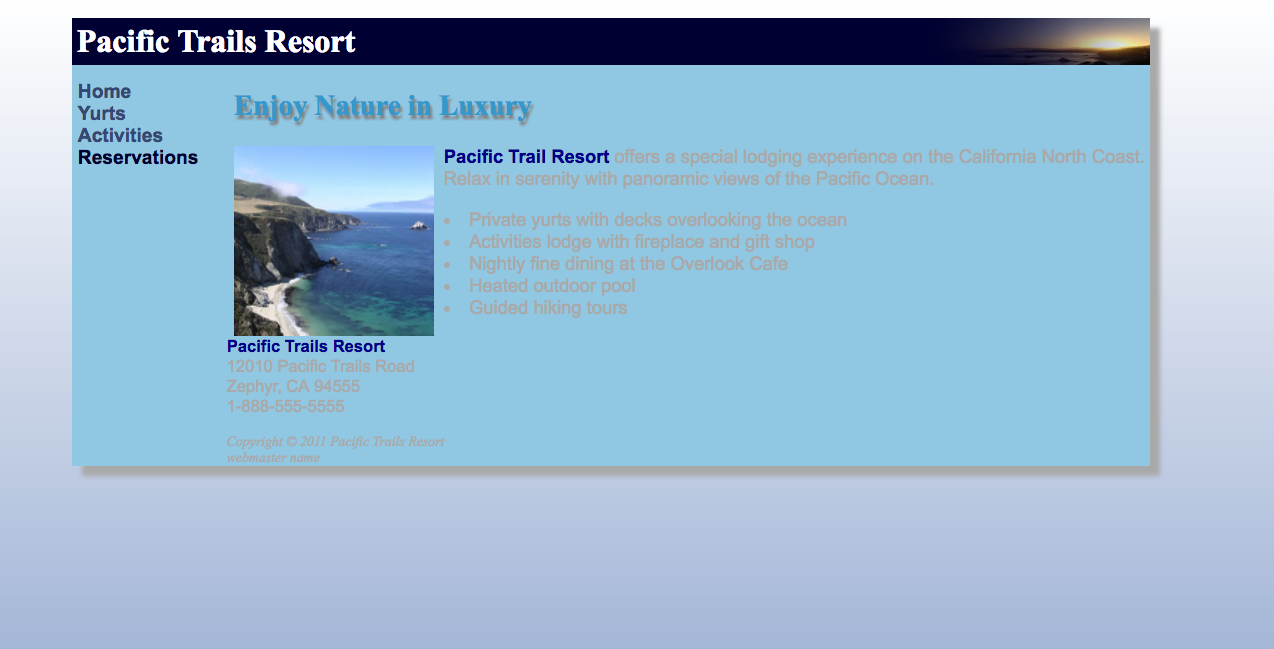 Pacific Trails Resort
Home
Yurts
Activities
Reservations
Enjoy Nature in Luxury
Pacific Trail Resort offers a special lodging experience on the California North Coast.
Relax in serenity with panoramic views of the Pacific Ocean.
• Private yurts with decks overlooking the ocean
• Activities lodge with fireplace and gift shop
• Nightly fine dining at the Overlook Cafe
• Heated outdoor pool
• Guided hiking tours
Pacific Trails Resort
12010 Pacific Trails Road
Zephyr, CA 94555
1-888-555-5555
Copyright © 2011 Pacific Trails Resort
webmaster name